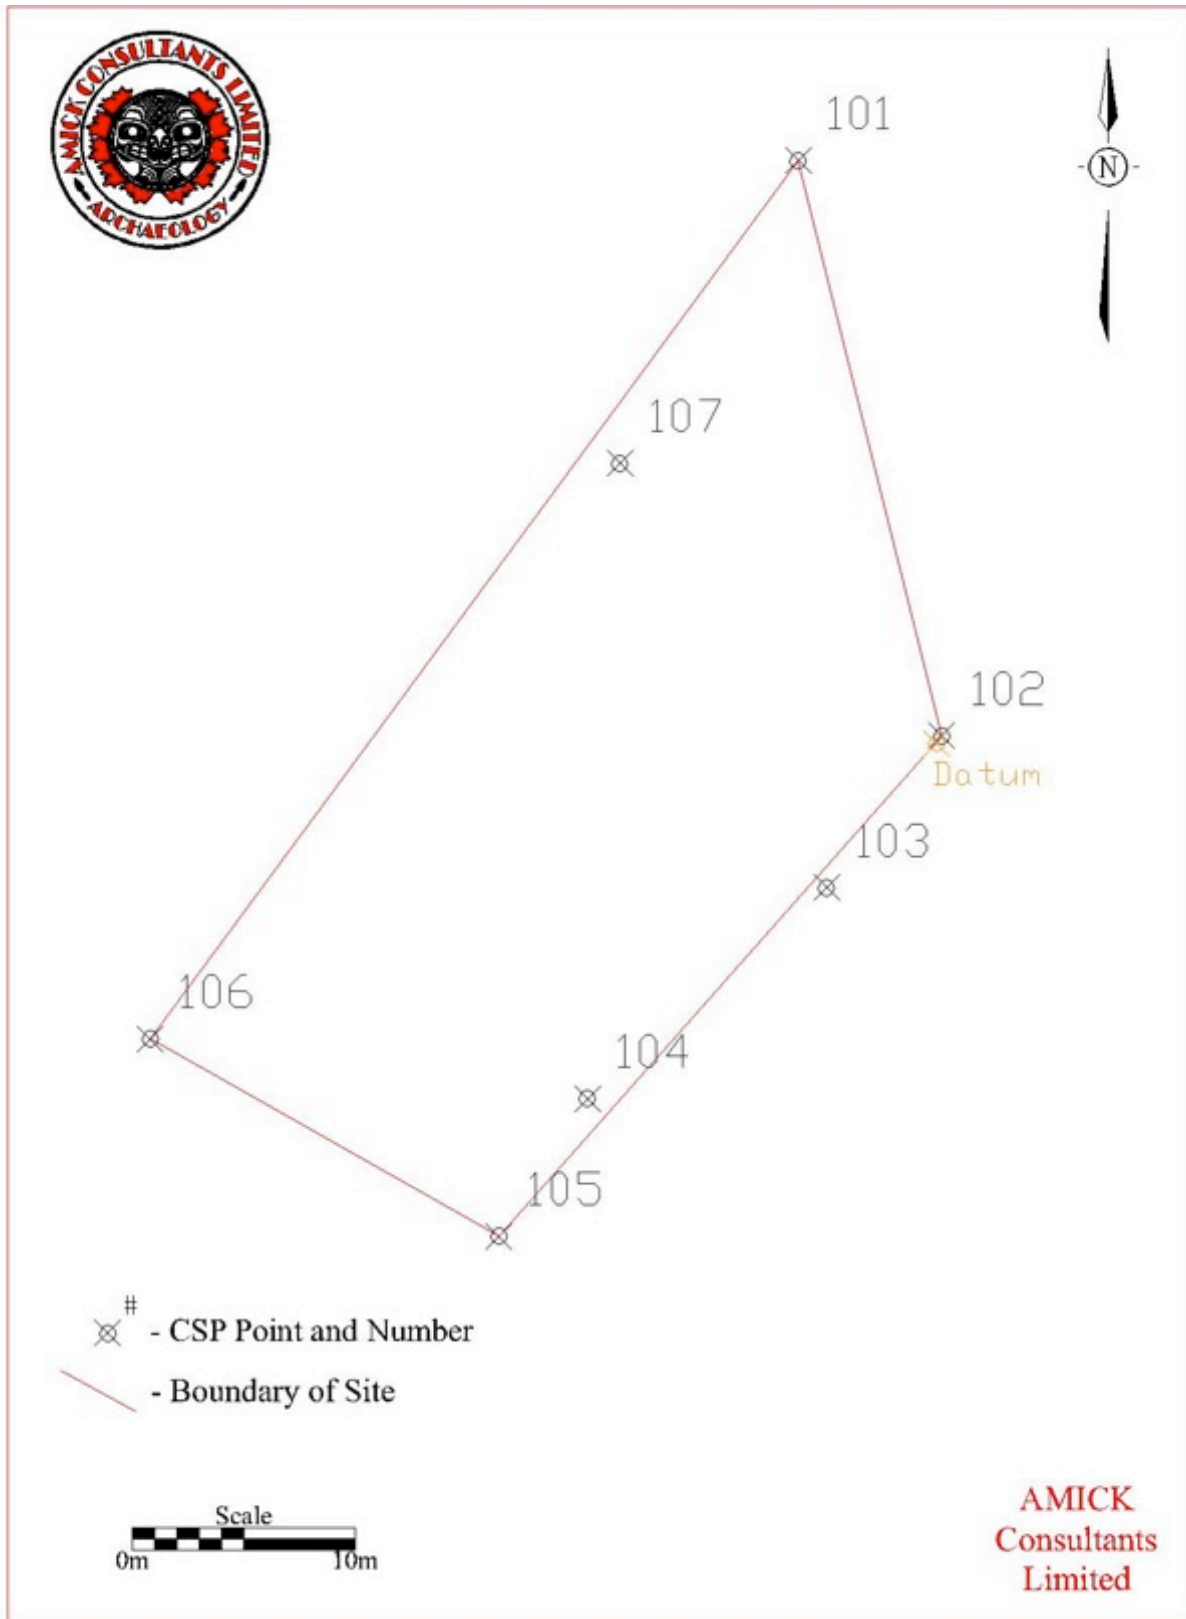 AMICK CONSULTANTS LIMITED
ARCHAEOLOGY
101
N
107
102
Datum
103
106
104
105
#
- CSP Point and Number
- Boundary of Site
Scale
0m 10m
AMICK
Consultants
Limited